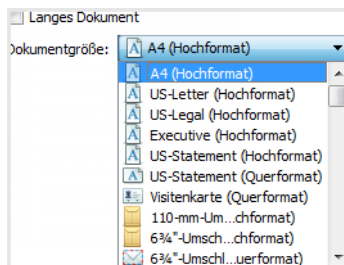 Langes Dokument
Dokumentgröße: A4 (Hochformat)
A4 (Hochformat)
US-Letter (Hochformat)
US-Legal (Hochformat)
Executive (Hochformat)
US-Statement (Hochformat)
US-Statement (Querformat)
Visitenkarte (Querformat)
110-mm-Um...chformat)
6¾"-Umsch...chformat)
6¾"-Umschl...uerformat)